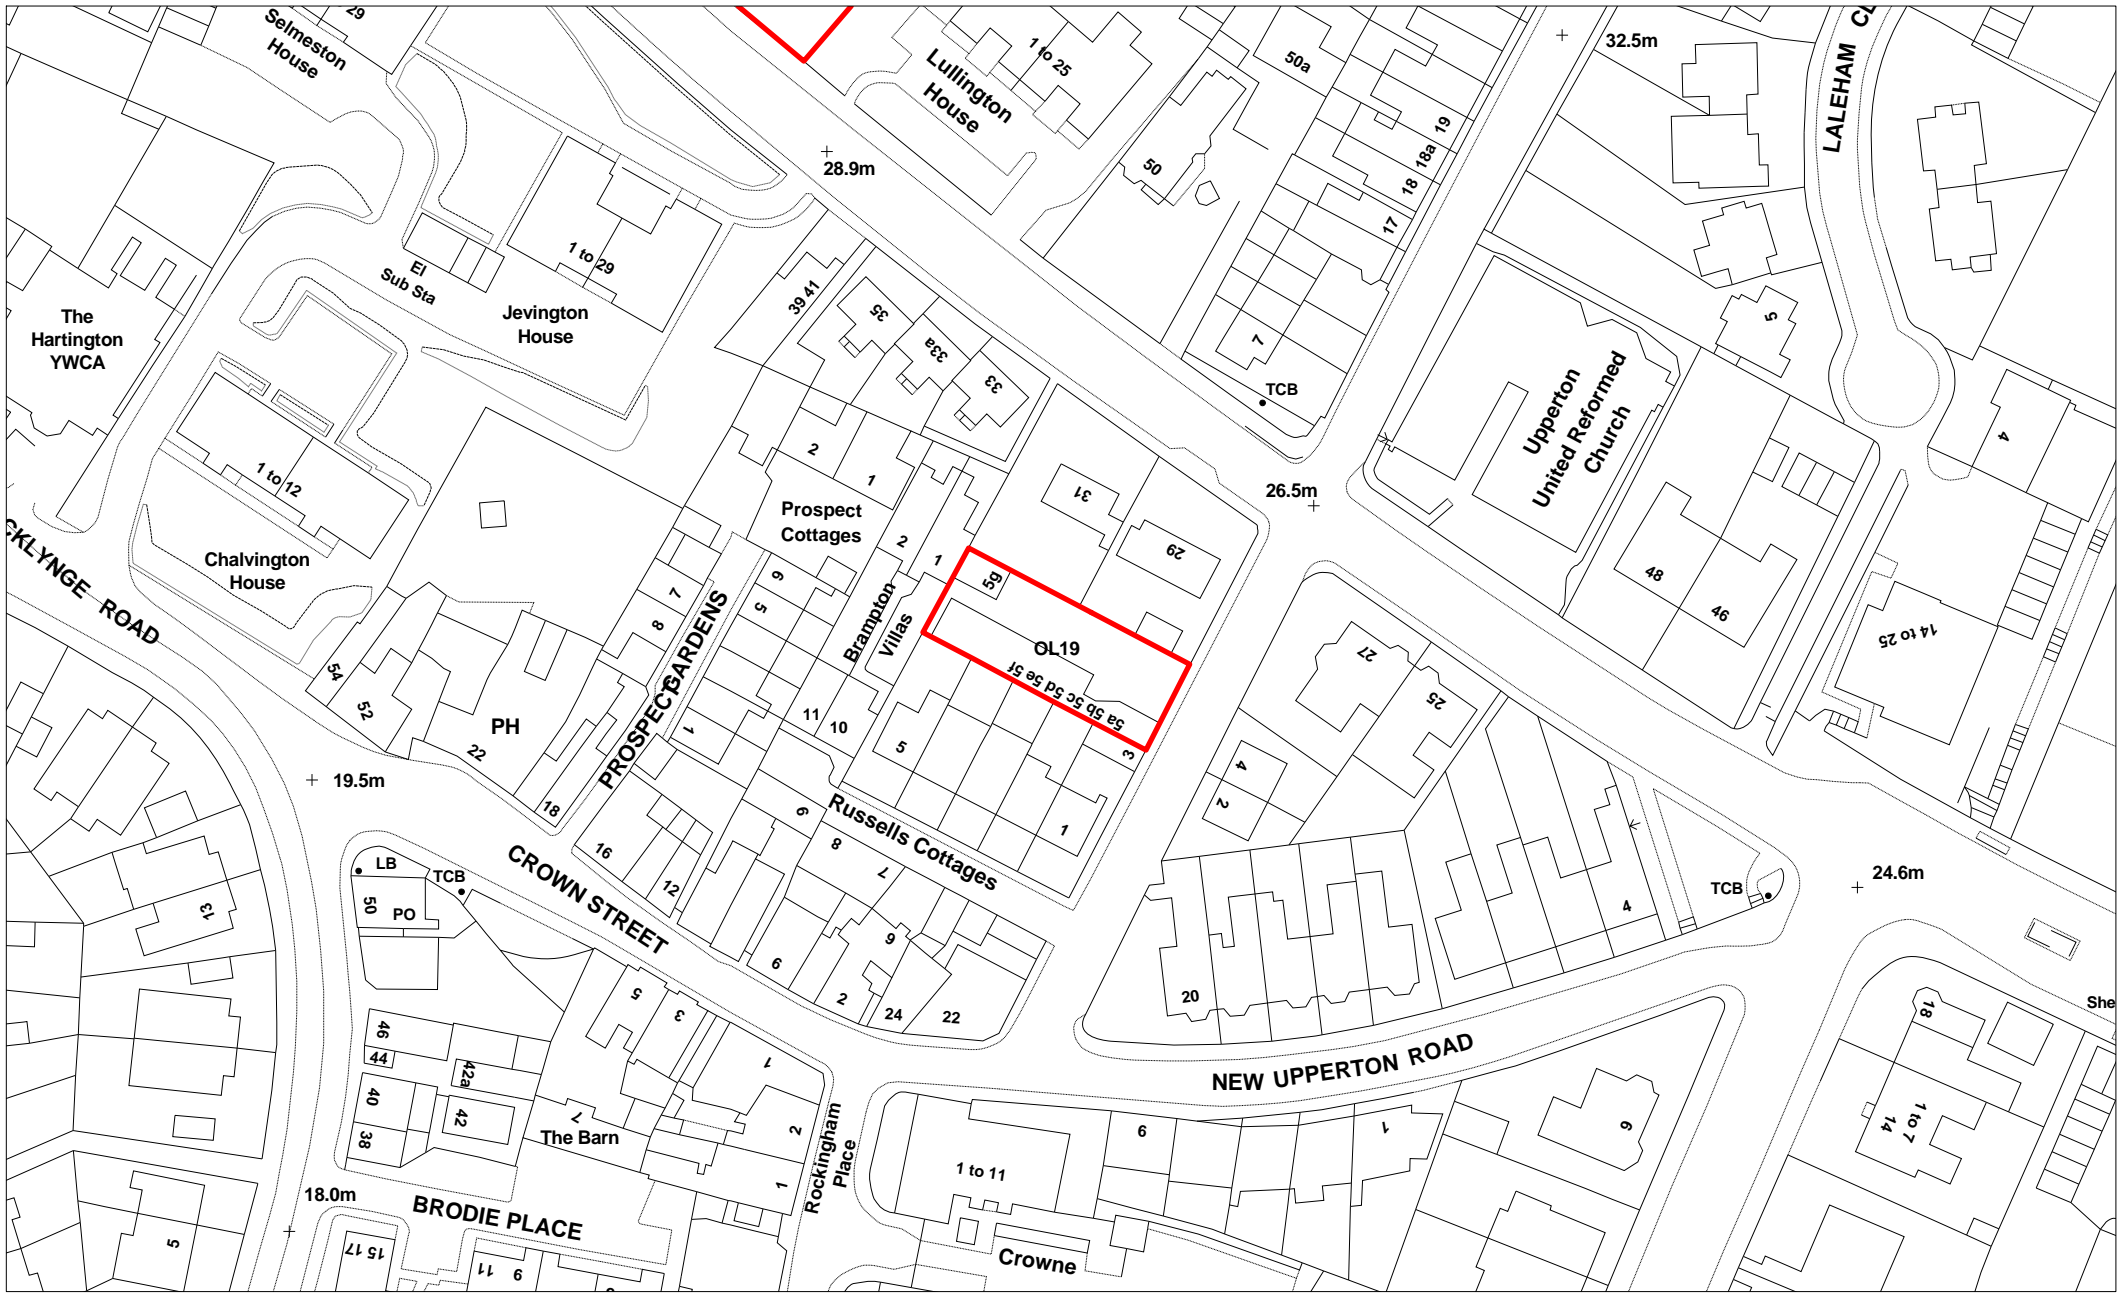 29
Selmeston
House
Lullington
House
1 to 25
50a
32.5m
LALEHAM
19
18a
18
17
50
28.9m
El
Sub Sta
1 to 29
Jevington
House
The
Hartington
YWCA
39 41
35
33a
33
7
TCB
5
Upperton
United Reformed
Church
4
1 to 12
Chalvington
House
2
1
Prospect
Cottages
2
1
31
29
26.5m
48
46
14 to 25
CKLYNGE ROAD
7
8
PROSPECT GARDENS
6
5
Brampton
Villas
5g
OL19
5a 5b 5c 5d 5e 5f
27
25
54
52
PH
22
18
1
11
10
5
3
1
4
2
19.5m
Russells Cottages
6
8
7
9
16
12
CROWN STREET
LB
TCB
50
PO
13
6
2
24
22
20
4
TCB
24.6m
She
18
NEW UPPERTON ROAD
5
3
1
2
1
46
44
42a
42
40
38
7
The Barn
Rockingham
Place
6
1
1 to 11
6
1 to 7
14
18.0m
BRODIE PLACE
5
15 17
11
9
Crowne